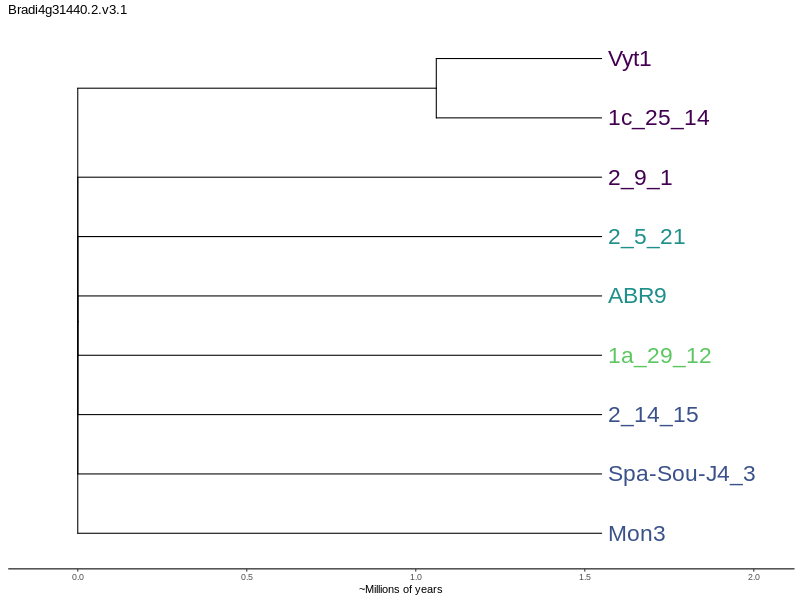 Bradi4g31440.2.v3.1
Vyt1
1c_25_14
2_9_1
2_5_21
ABR9
1a_29_12
2_14_15
Spa-Sou-J4_3
Mon3
0.0 0.5 1.0 1.5 2.0
~Millions of years